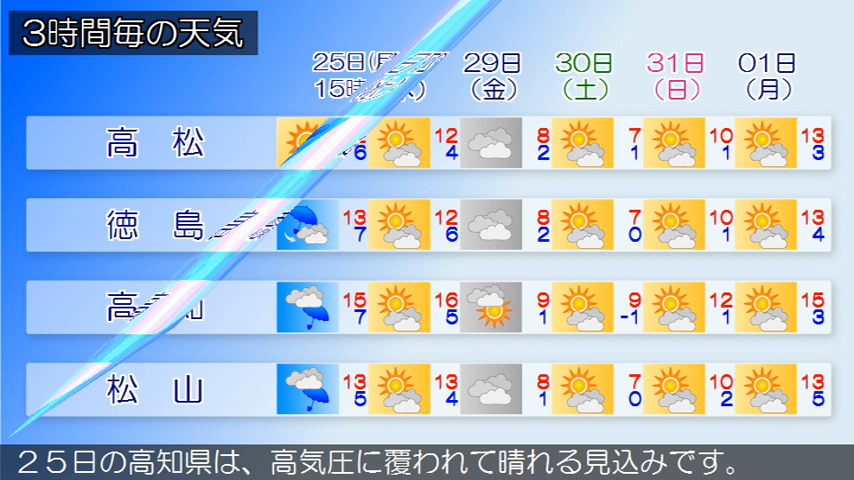 3時間毎の天気
25日 29日 30日 31日 01日
15時 (金) (土) (日) (月)
高松 6 12 4 8 2 7 1 10 1 13 3
徳島 13 7 12 6 8 2 7 0 10 1 13 4
高知 15 7 16 5 9 1 9 -1 12 1 15 3
松山 13 5 13 4 8 1 7 0 10 2 13 5
25日の高知県は、高気圧に覆われて晴れる見込みです。